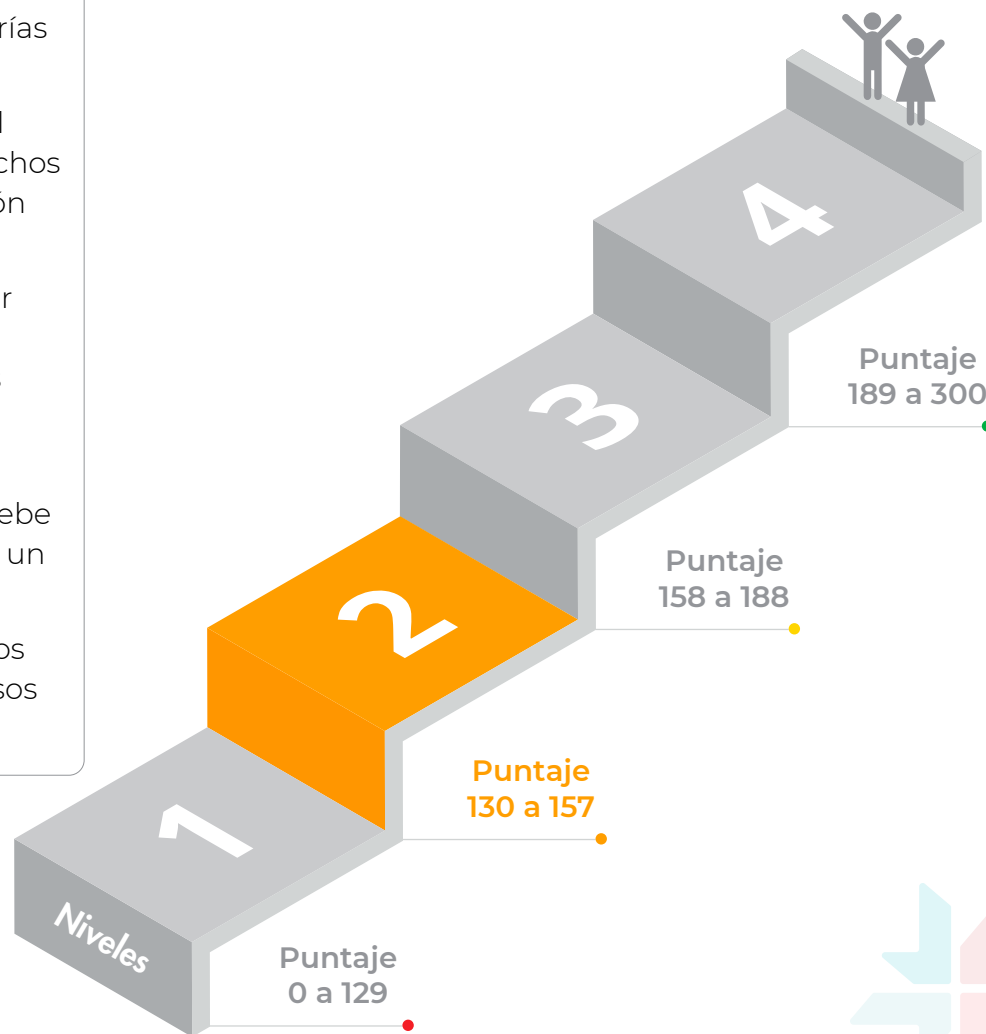 rías
chos
ón
r
ebe
un
os
sos
4
Puntaje
189 a 300
3
Puntaje
158 a 188
2
Puntaje
130 a 157
1
Niveles
Puntaje
0 a 129